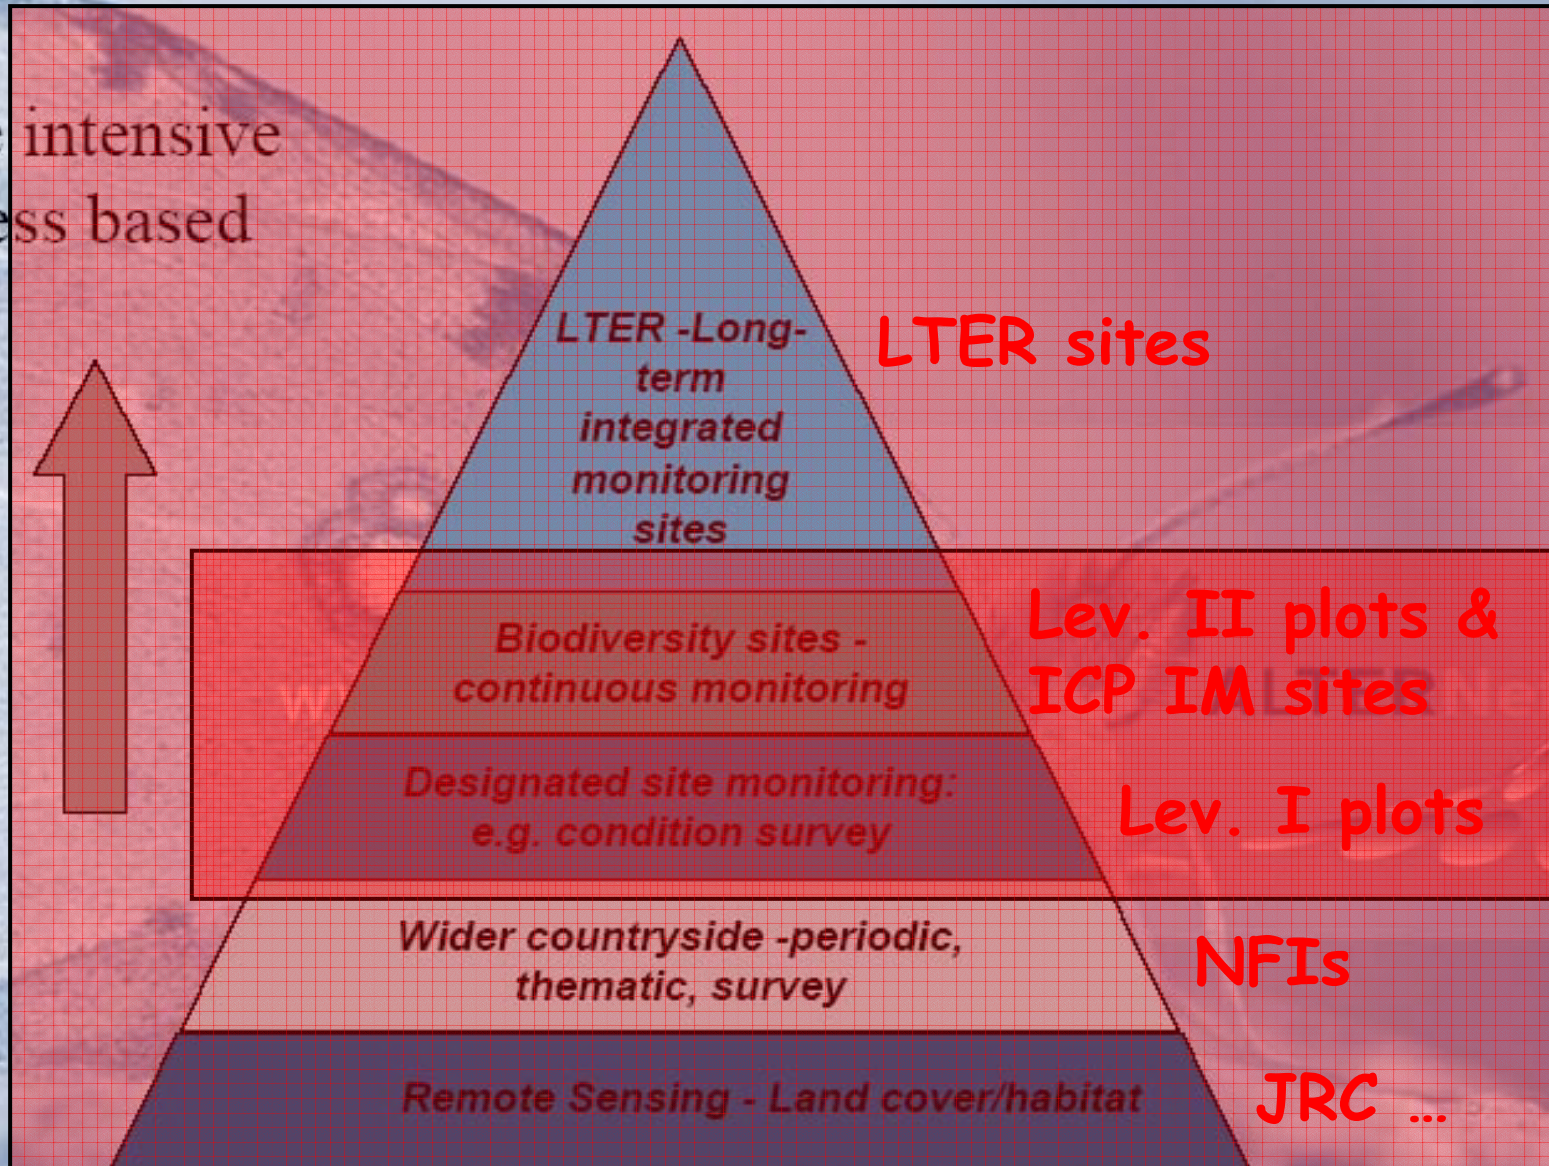 intensive
ss based
LTER -Long-
term
integrated
monitoring
sites
LTER sites
Biodiversity sites -
continuous monitoring
Lev. II plots &
ICP IM sites
Designated site monitoring:
e.g. condition survey
Lev. I plots
Wider countryside -periodic,
thematic, survey
NFIs
Remote Sensing - Land cover/habitat
JRC ...